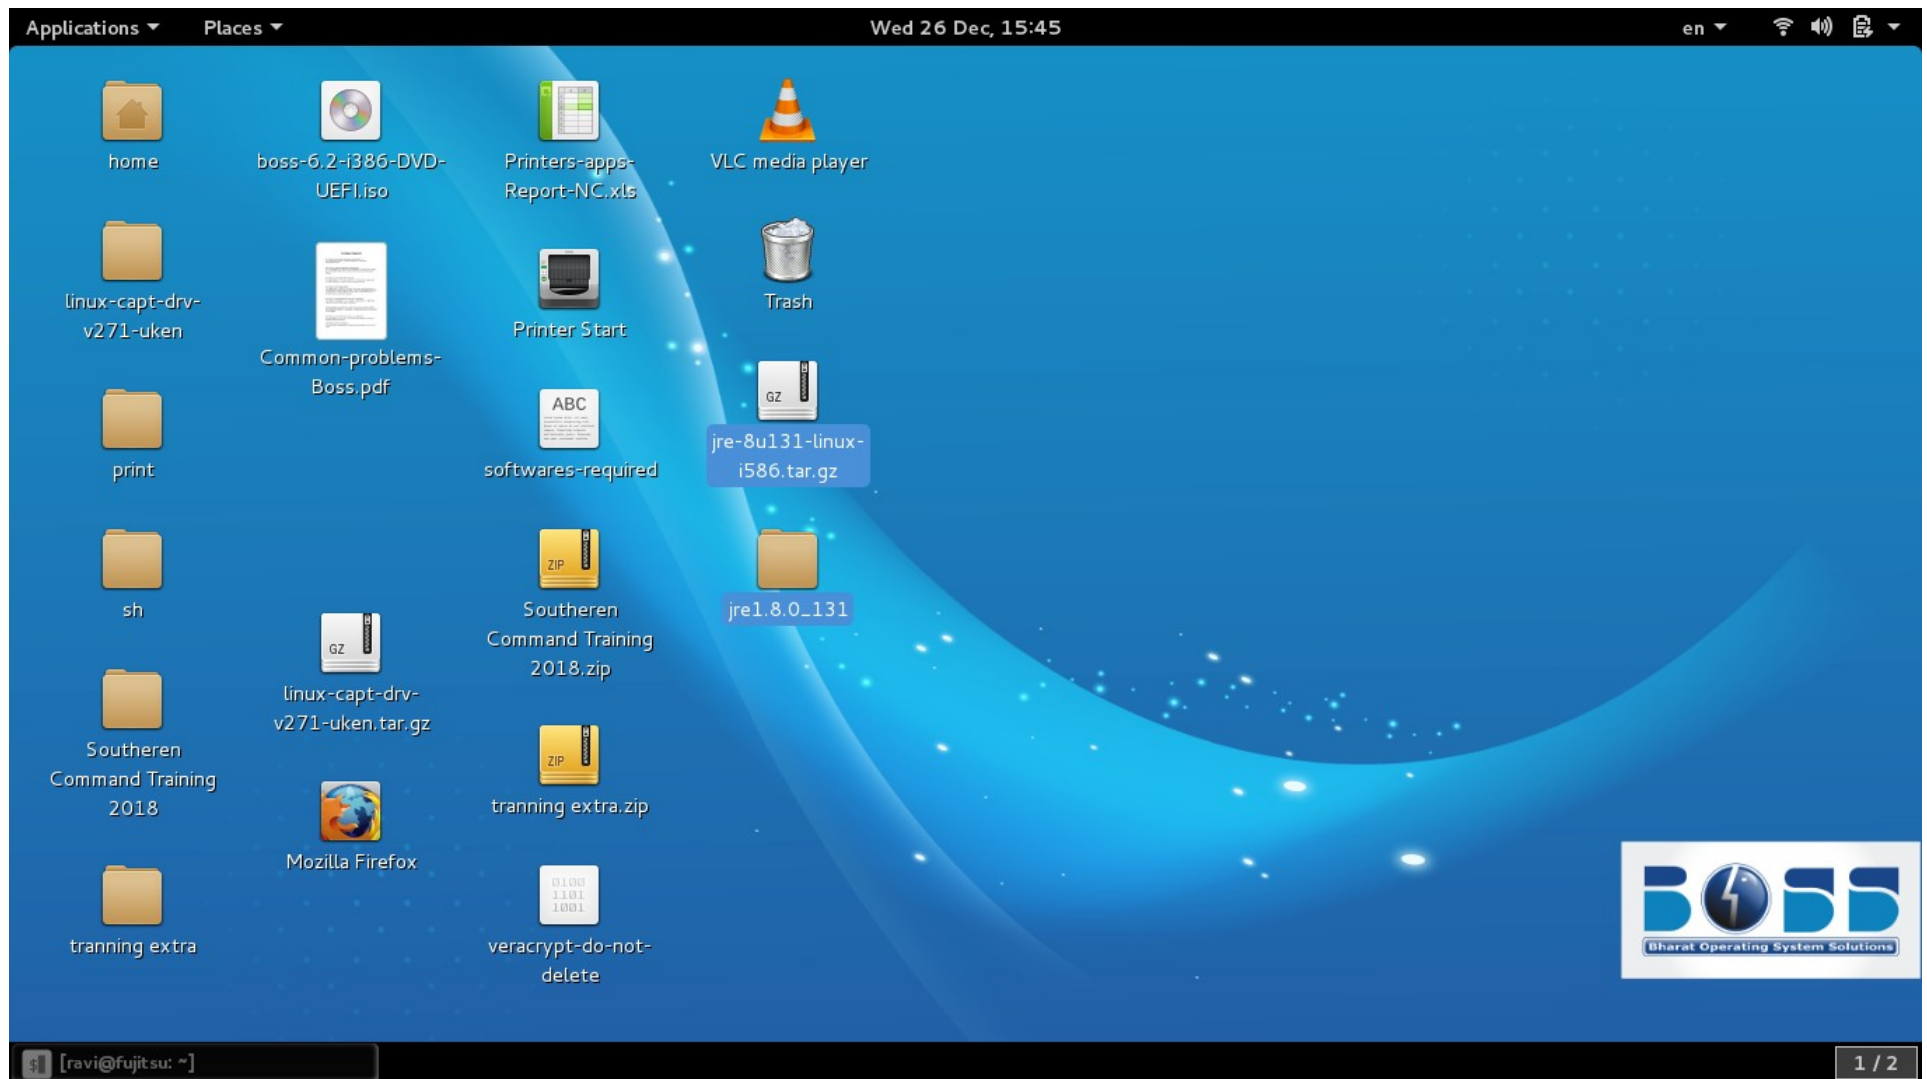 Applications
Places
Wed 26 Dec, 15:45
en
home
linux-capt-drv-
v271-uken
print
sh
Southeren
Command Training
2018
tranning extra
boss-6.2-i386-DVD-
UEFI.iso
Common-problems-
Boss.pdf
GZ
linux-capt-drv-
v271-uken.tar.gz
Mozilla Firefox
Printers-apps-
Report-NC.xls
Printer Start
ABC
softwares-required
ZIP
Southeren
Command Training
2018.zip
ZIP
tranning extra.zip
0100
1101
1001
veracrypt-do-not-
delete
VLC media player
Trash
GZ
jre-8u131-linux-
i586.tar.gz
jre1.8.0_131
BOSS
Bharat Operating System Solutions
[ravi@fujitsu: ~]
1 / 2